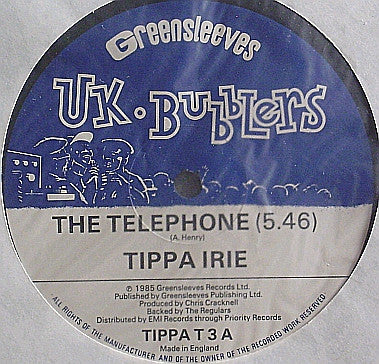 Greensleeves
UK·Bubblers
THE TELEPHONE (5.46)
(A. Henry)
TIPPA IRIE
℗ 1985 Greensleeves Records Ltd.
Published by Greensleeves Publishing Ltd.
Produced by Chris Cracknell
Backed by The Regulars
Distributed by EMI Records through Priority Records
TIPPA T 3 A
Made in England
ALL RIGHTS OF THE MANUFACTURER AND OF THE OWNER OF THE RECORDED WORK RESERVED